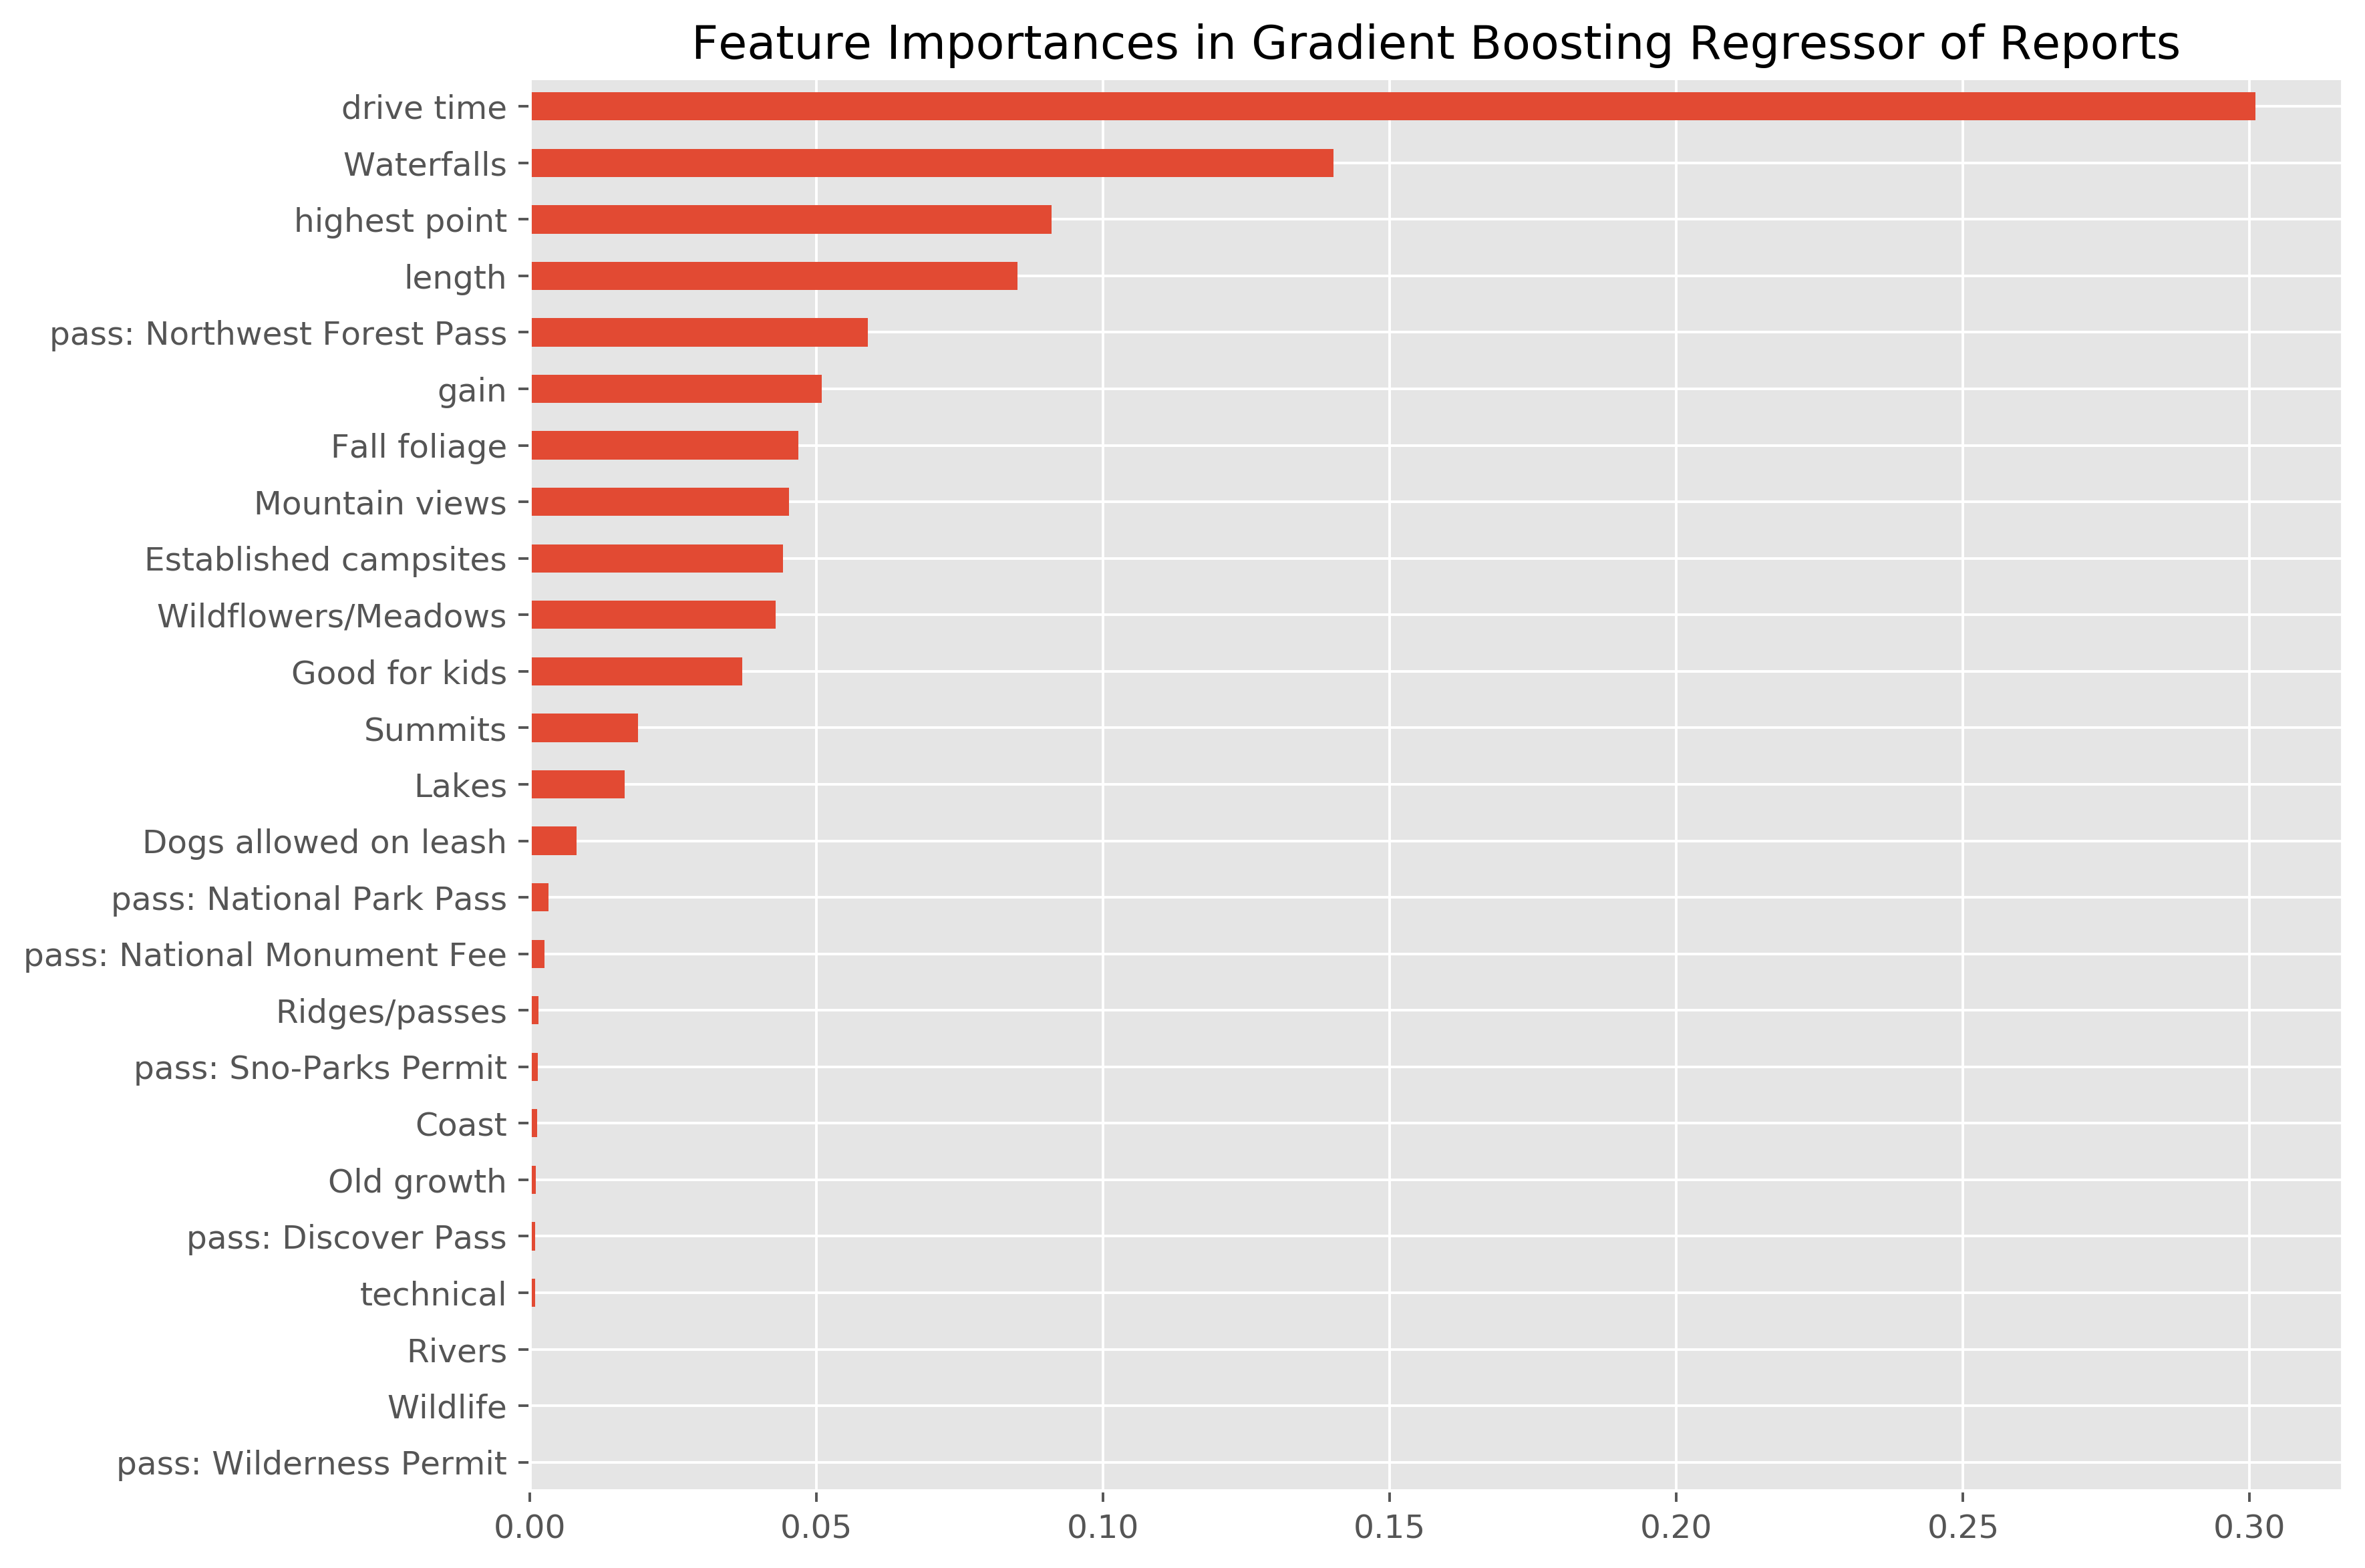 Feature Importances in Gradient Boosting Regressor of Reports
drive time
Waterfalls
highest point
length
pass: Northwest Forest Pass
gain
Fall foliage
Mountain views
Established campsites
Wildflowers/Meadows
Good for kids
Summits
Lakes
Dogs allowed on leash
pass: National Park Pass
pass: National Monument Fee
Ridges/passes
pass: Sno-Parks Permit
Coast
Old growth
pass: Discover Pass
technical
Rivers
Wildlife
pass: Wilderness Permit
0.00 0.05 0.10 0.15 0.20 0.25 0.30